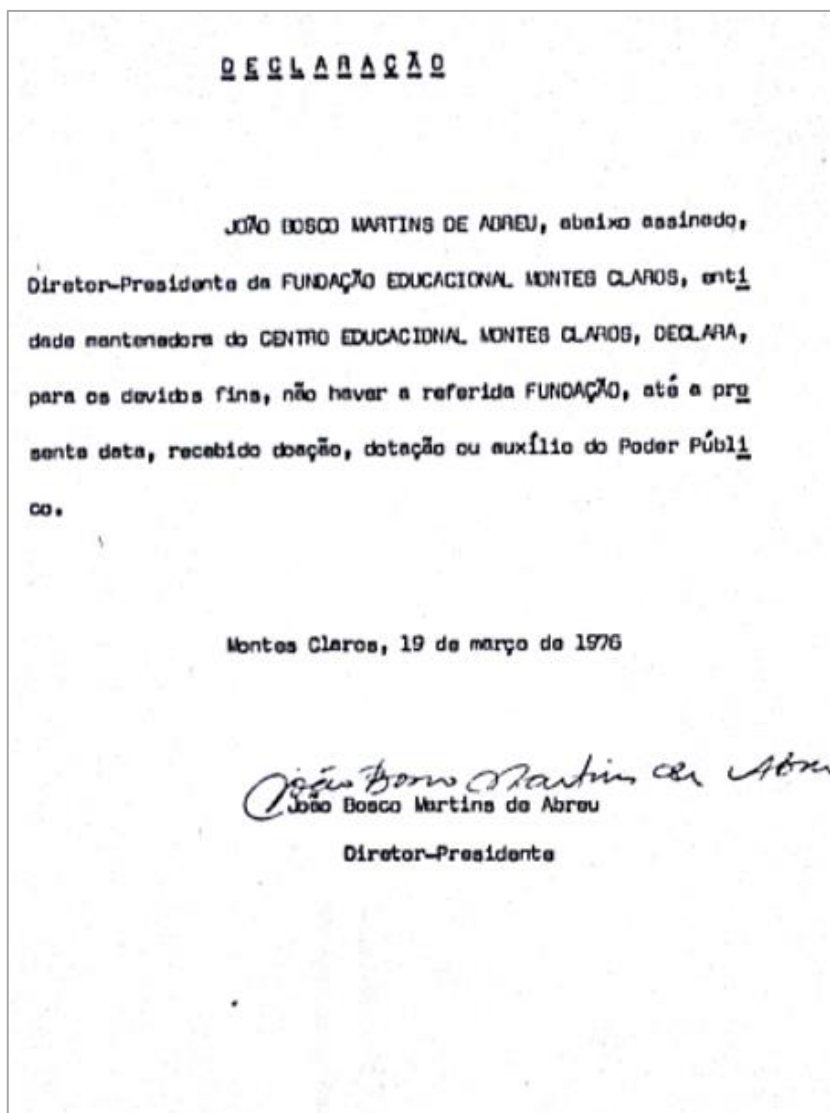 DECLARAÇÃO
JOÃO BOSCO MARTINS DE ABREU, abaixo assinado,
Diretor-Presidente da FUNDAÇÃO EDUCACIONAL MONTES CLAROS, enti
dade mantenedora do CENTRO EDUCACIONAL MONTES CLAROS, DECLARA,
para os devidos fins, não haver a referida FUNDAÇÃO, até a pre
sente data, recebido doação, dotação ou auxílio do Poder Públi
co.
Montes Claros, 19 de março de 1976
João Bosco Martins de Abreu
João Bosco Martins de Abreu
Diretor-Presidente